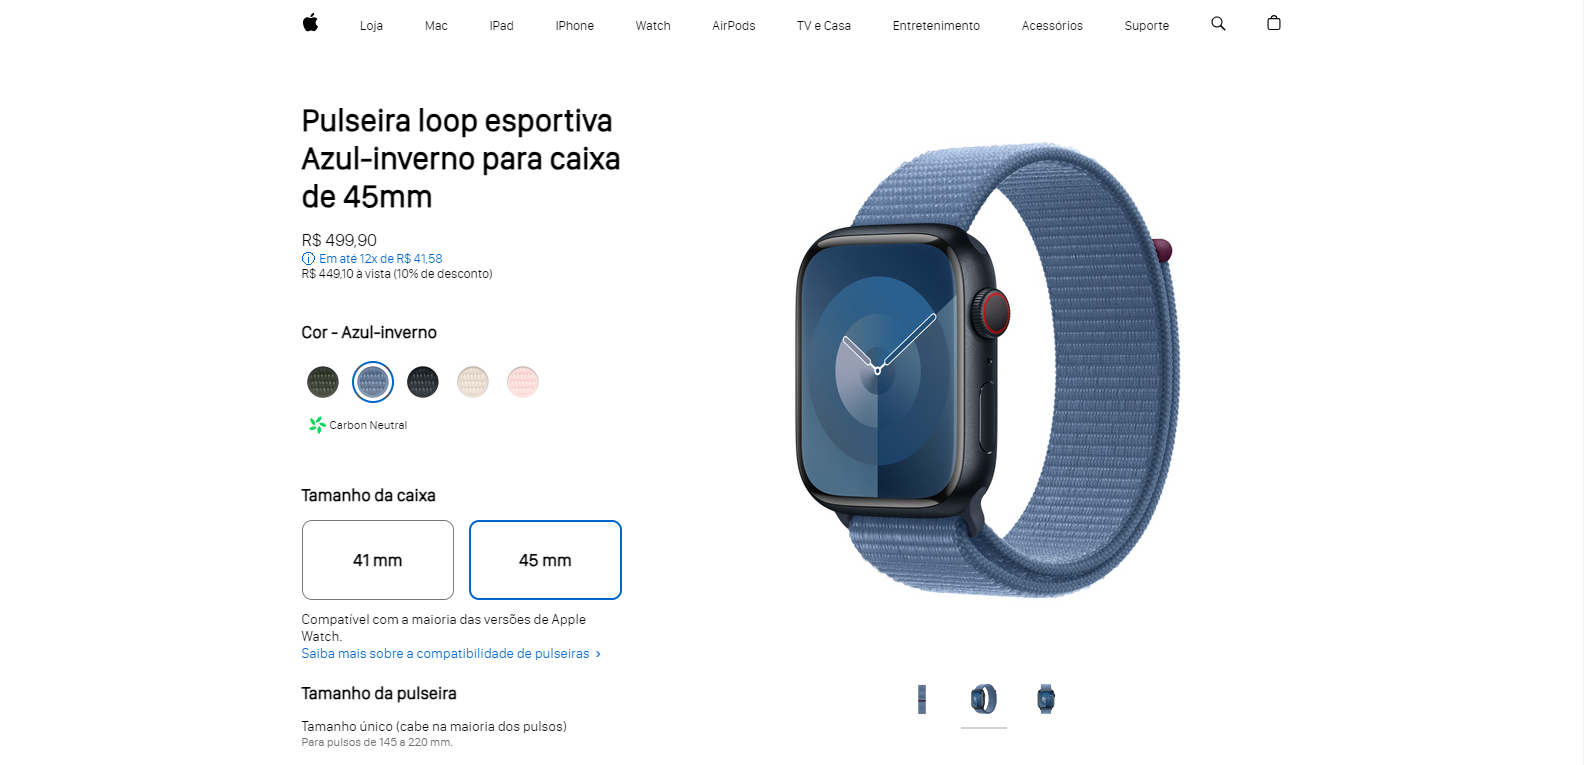 Loja
Mac
IPad
IPhone
Watch
AirPods
TV e Casa
Entretenimento
Acessórios
Suporte
Pulseira loop esportiva
Azul-inverno para caixa
de 45mm
R$ 499,90
Em até 12x de R$ 41,58
R$ 449,10 à vista (10% de desconto)
Cor - Azul-inverno
Carbon Neutral
Tamanho da caixa
41 mm
45 mm
Compatível com a maioria das versões de Apple
Watch.
Saiba mais sobre a compatibilidade de pulseiras ›
Tamanho da pulseira
Tamanho único (cabe na maioria dos pulsos)
Para pulsos de 145 a 220 mm.